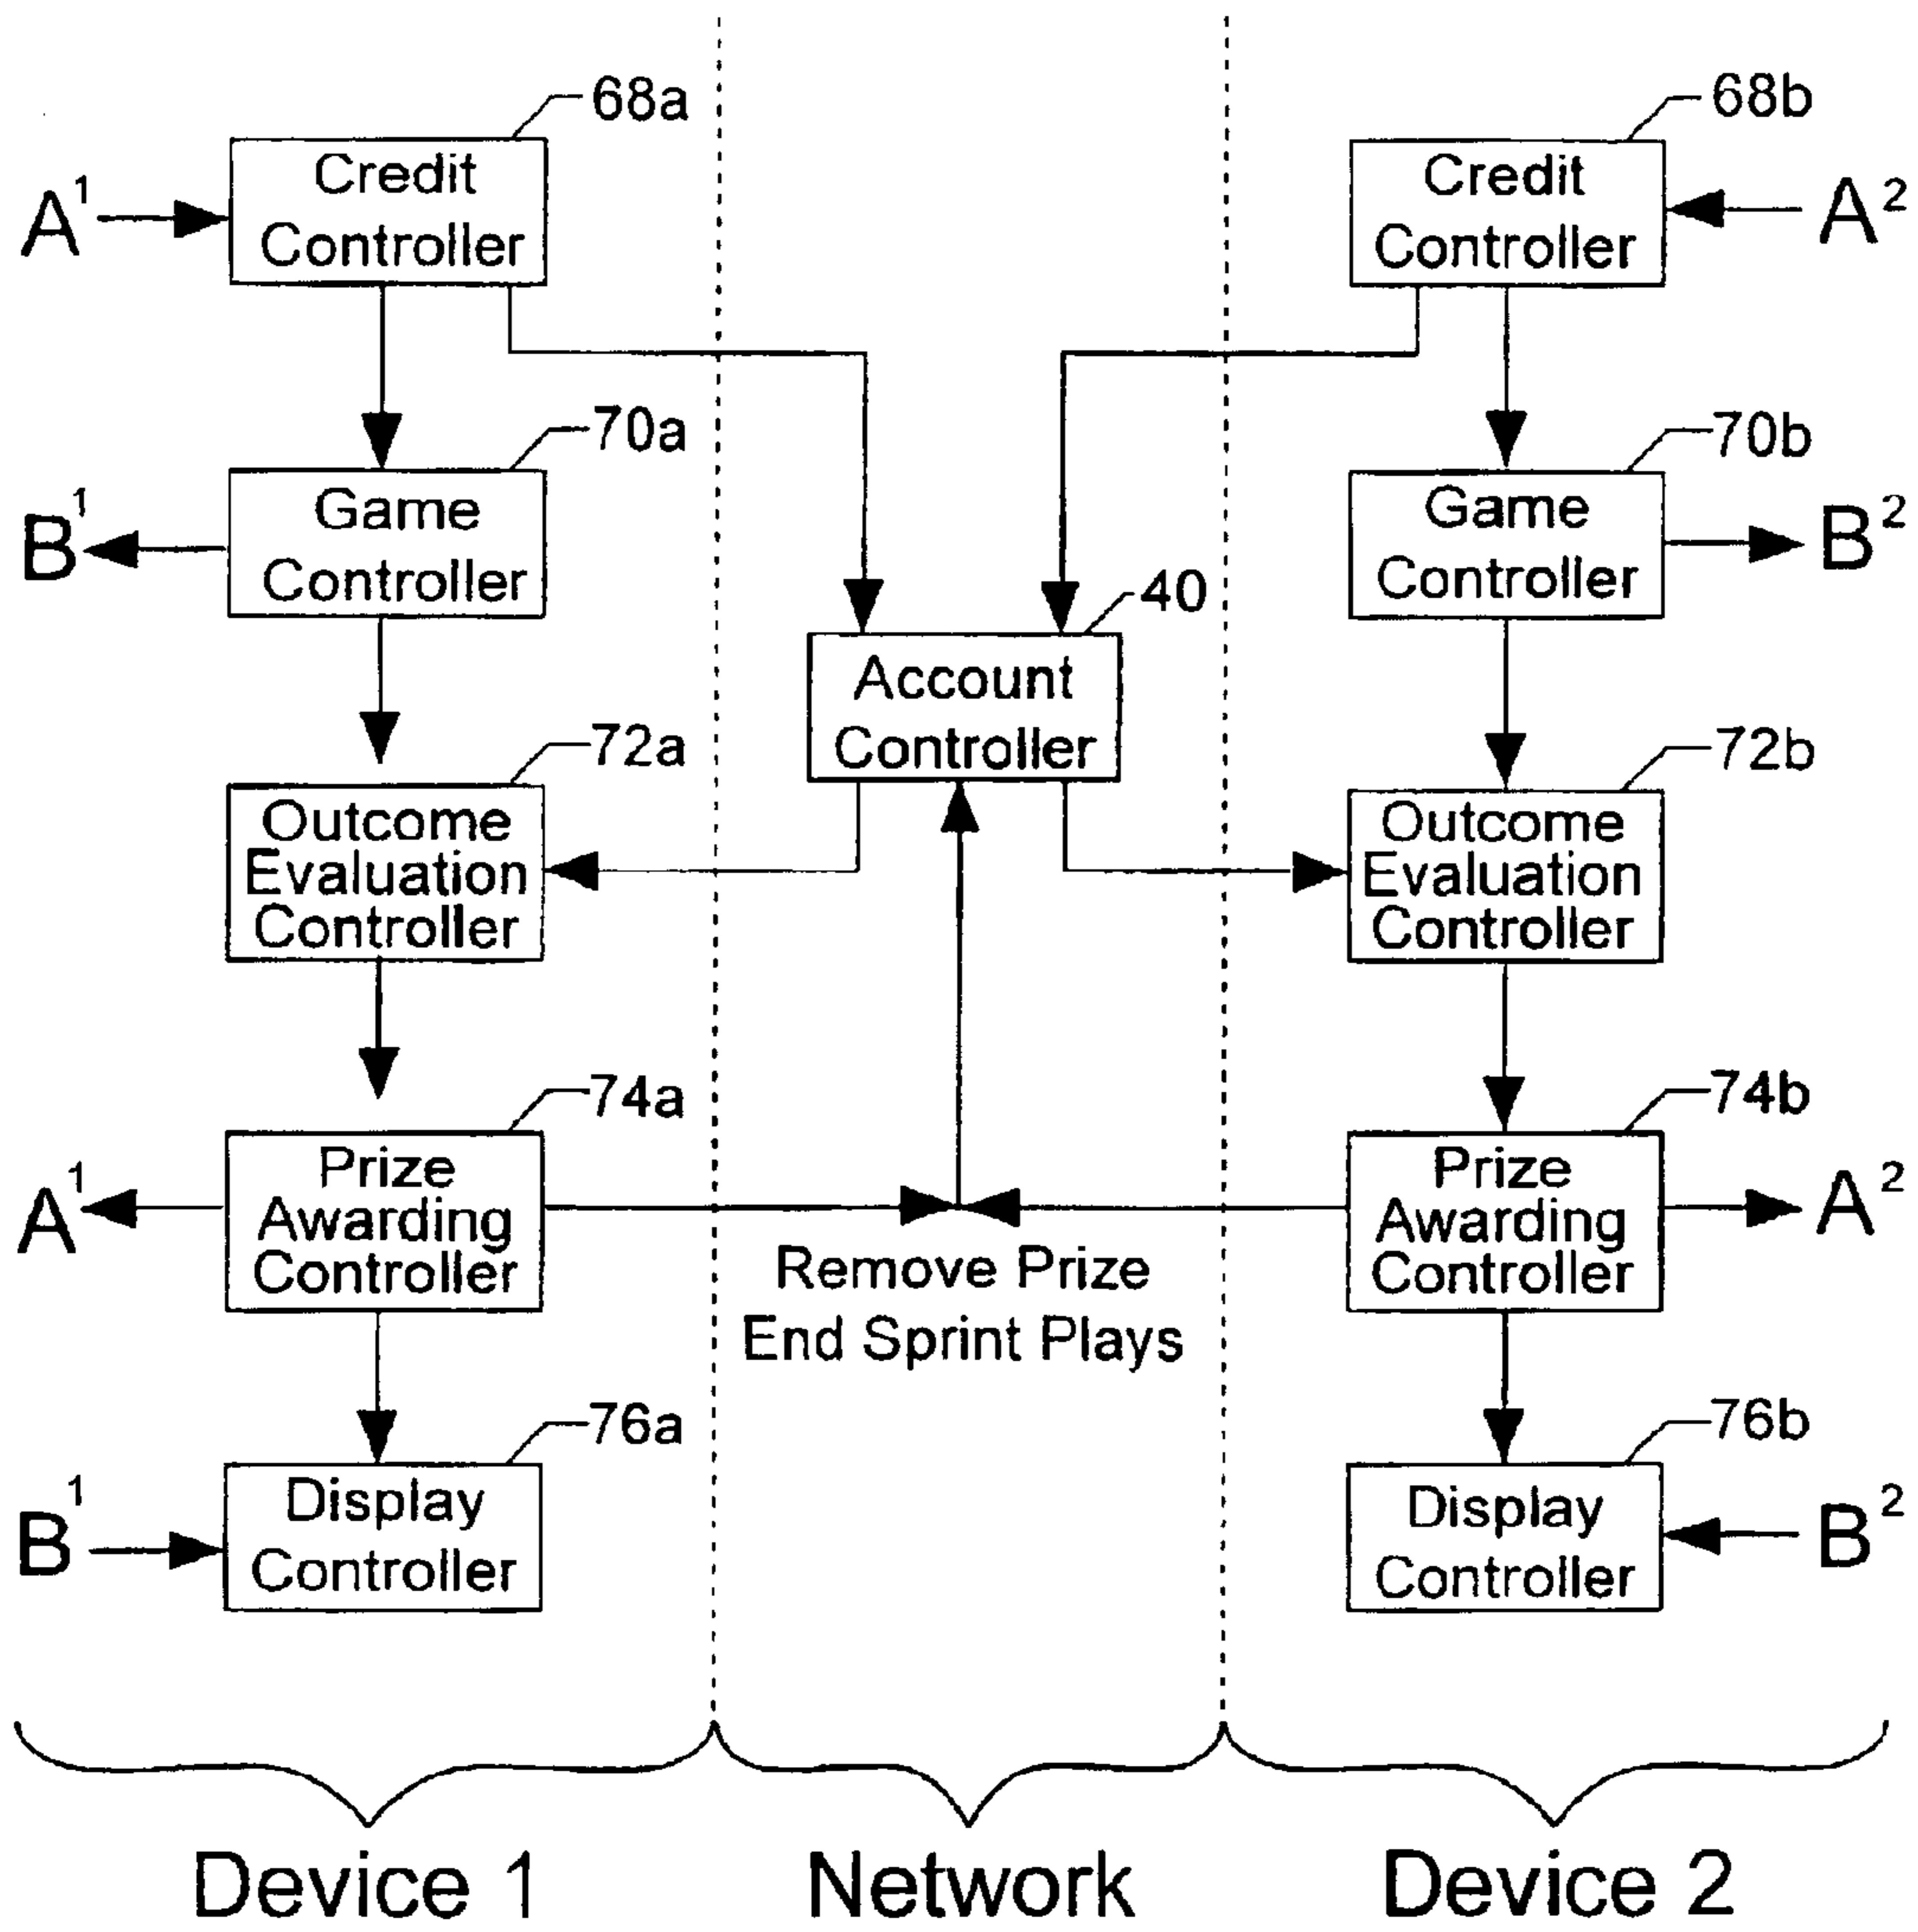 68a
Credit
Controller
A¹
70a
Game
Controller
B¹
72a
Outcome
Evaluation
Controller
74a
Prize
Awarding
Controller
A¹
76a
Display
Controller
B¹
40
Account
Controller
Remove Prize
End Sprint Plays
68b
Credit
Controller
A²
70b
Game
Controller
B²
72b
Outcome
Evaluation
Controller
74b
Prize
Awarding
Controller
A²
76b
Display
Controller
B²
Device 1
Network
Device 2